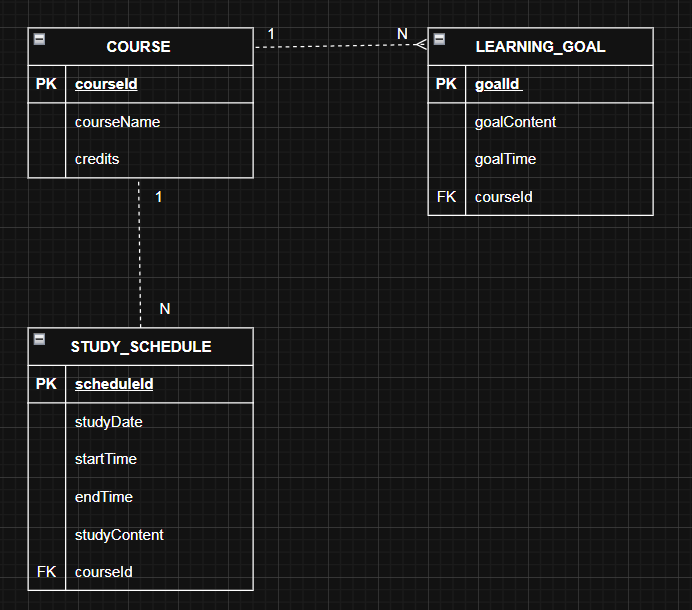 COURSE
PK courseId
courseName
credits
1
N
LEARNING_GOAL
PK goalId
goalContent
goalTime
FK courseId
1
N
STUDY_SCHEDULE
PK scheduleId
studyDate
startTime
endTime
studyContent
FK courseId